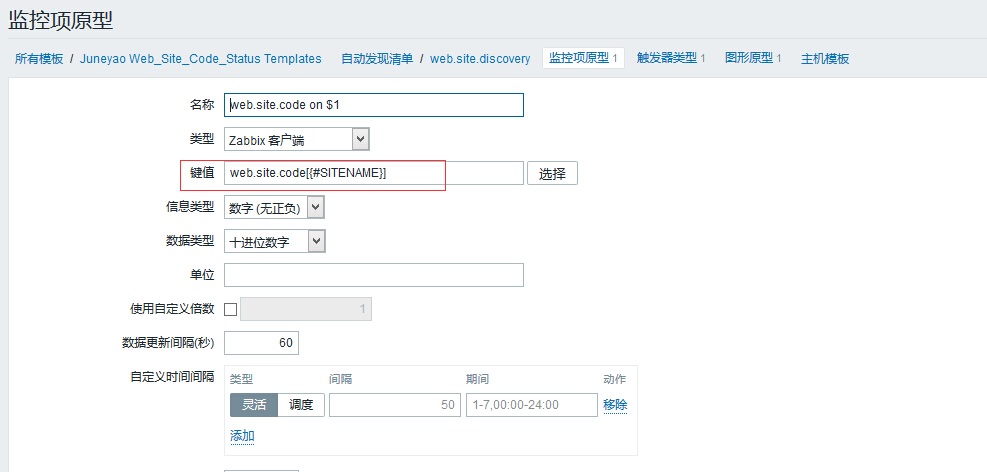 监控项原型
所有模板 / Juneyao Web_Site_Code_Status Templates 自动发现清单 / web.site.discovery 监控项原型 1 触发器类型 1 图形原型 1 主机模板
名称 web.site.code on $1
类型 Zabbix 客户端
键值 web.site.code[{#SITENAME}] 选择
信息类型 数字 (无正负)
数据类型 十进位数字
单位
使用自定义倍数 1
数据更新间隔(秒) 60
自定义时间间隔 类型 间隔 期间 动作
灵活 调度 50 1-7,00:00-24:00 移除
添加